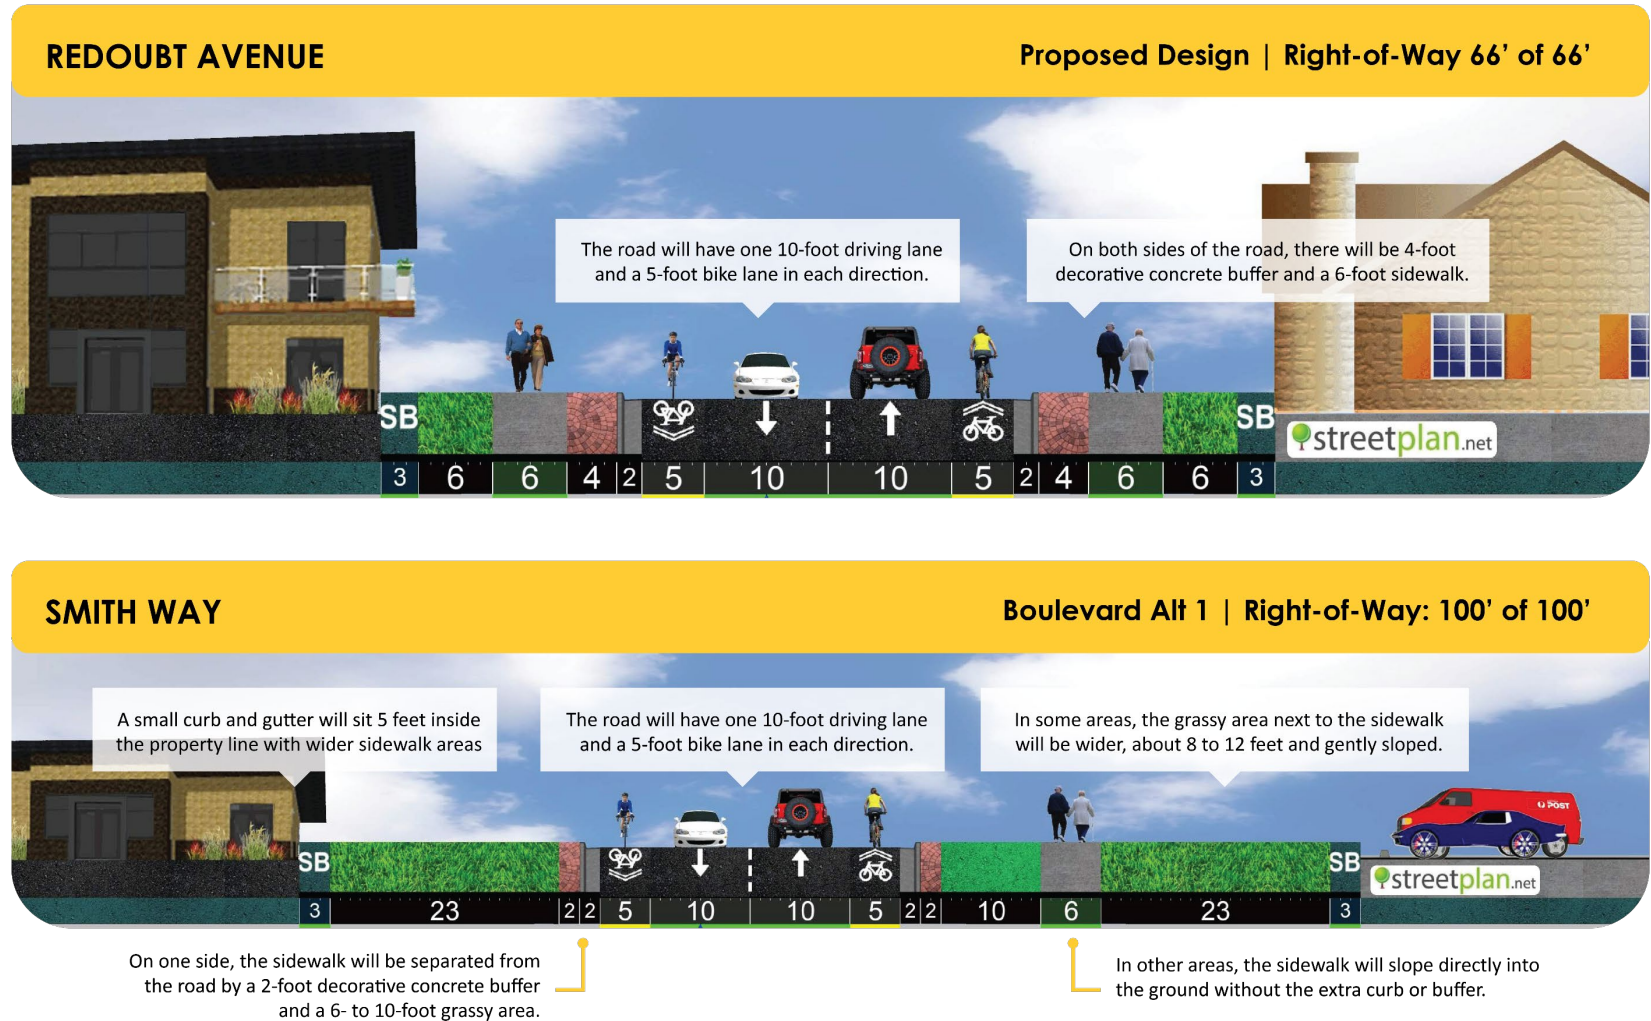 REDOUBT AVENUE
Proposed Design | Right-of-Way 66’ of 66’
The road will have one 10-foot driving lane
and a 5-foot bike lane in each direction.
On both sides of the road, there will be 4-foot
decorative concrete buffer and a 6-foot sidewalk.
SB
SB
streetplan.net
3 6 6 4 2 5 10 10 5 2 4 6 6 3
SMITH WAY
Boulevard Alt 1 | Right-of-Way: 100’ of 100’
A small curb and gutter will sit 5 feet inside
the property line with wider sidewalk areas
The road will have one 10-foot driving lane
and a 5-foot bike lane in each direction.
In some areas, the grassy area next to the sidewalk
will be wider, about 8 to 12 feet and gently sloped.
POST
SB
SB
streetplan.net
3 23 2 2 5 10 10 5 2 2 10 6 23 3
On one side, the sidewalk will be separated from
the road by a 2-foot decorative concrete buffer
and a 6- to 10-foot grassy area.
In other areas, the sidewalk will slope directly into
the ground without the extra curb or buffer.